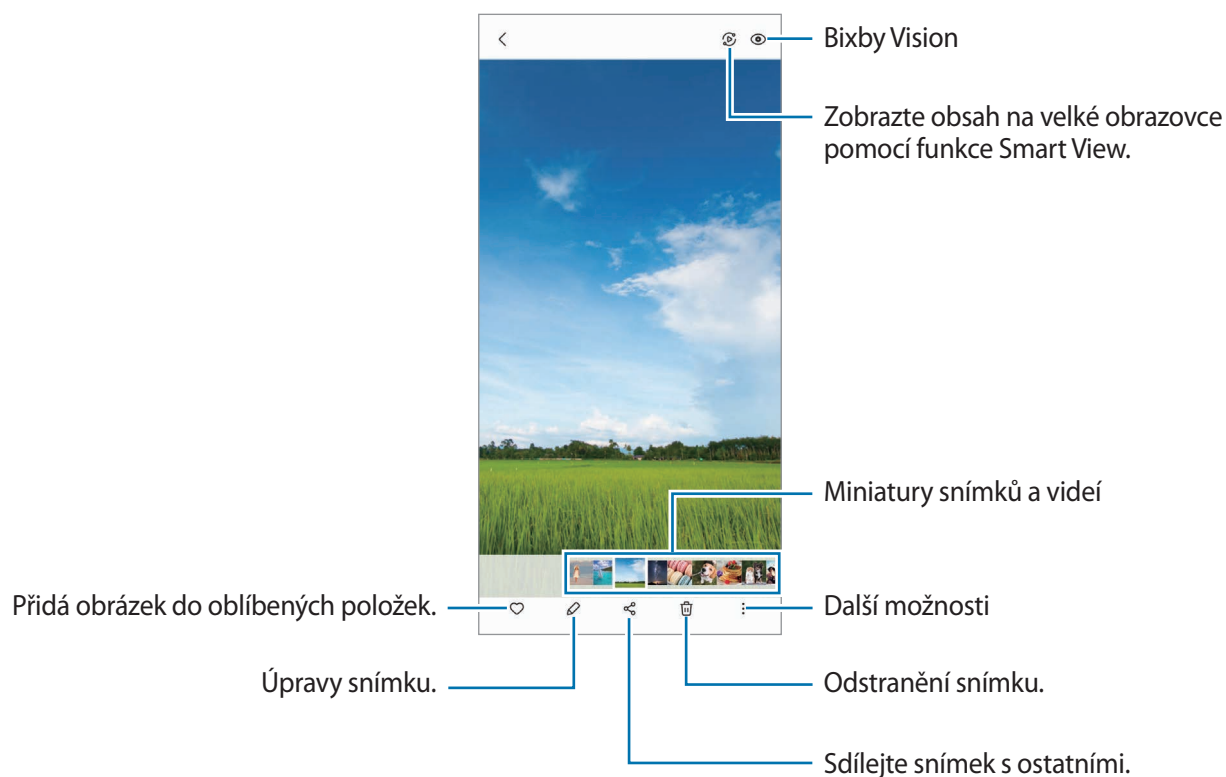 Bixby Vision
Zobrazte obsah na velké obrazovce
pomocí funkce Smart View.
Miniatury snímků a videí
Přidá obrázek do oblíbených položek.
Další možnosti
Úpravy snímku.
Odstranění snímku.
Sdílejte snímek s ostatními.